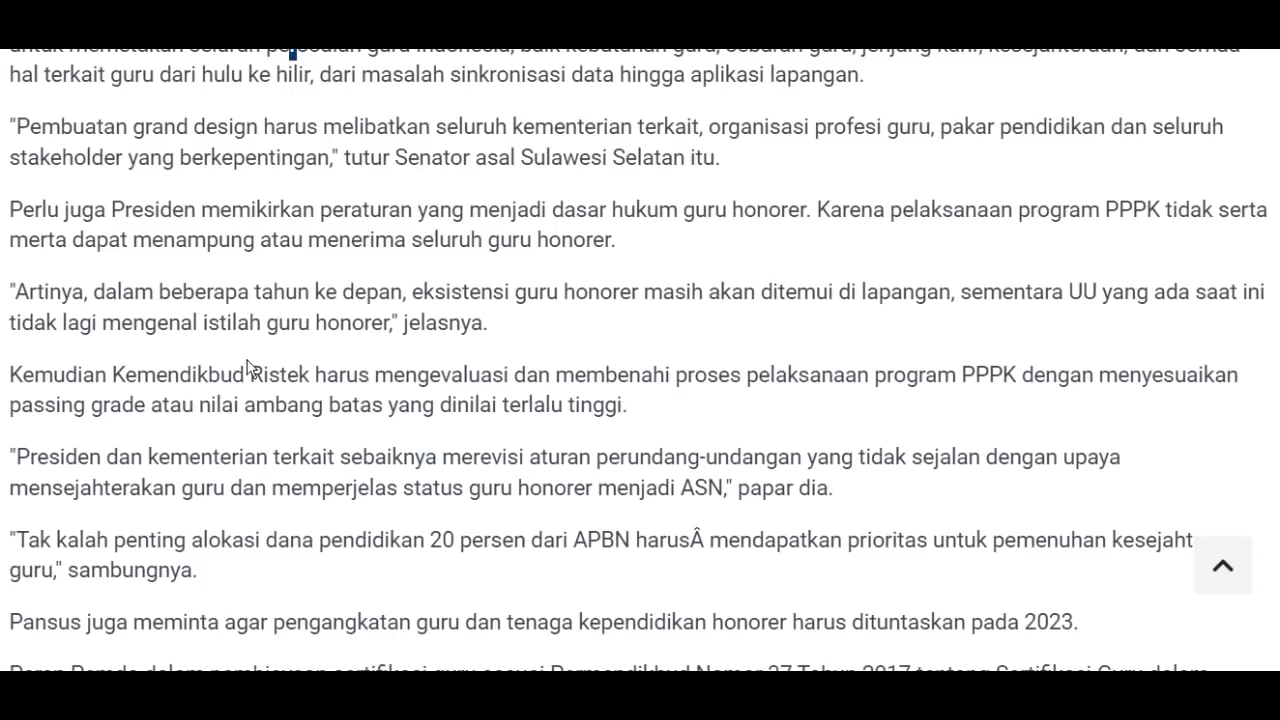 hal terkait guru dari hulu ke hilir, dari masalah sinkronisasi data hingga aplikasi lapangan.
"Pembuatan grand design harus melibatkan seluruh kementerian terkait, organisasi profesi guru, pakar pendidikan dan seluruh
stakeholder yang berkepentingan," tutur Senator asal Sulawesi Selatan itu.
Perlu juga Presiden memikirkan peraturan yang menjadi dasar hukum guru honorer. Karena pelaksanaan program PPPK tidak serta
merta dapat menampung atau menerima seluruh guru honorer.
"Artinya, dalam beberapa tahun ke depan, eksistensi guru honorer masih akan ditemui di lapangan, sementara UU yang ada saat ini
tidak lagi mengenal istilah guru honorer," jelasnya.
Kemudian Kemendikbud Ristek harus mengevaluasi dan membenahi proses pelaksanaan program PPPK dengan menyesuaikan
passing grade atau nilai ambang batas yang dinilai terlalu tinggi.
"Presiden dan kementerian terkait sebaiknya merevisi aturan perundang-undangan yang tidak sejalan dengan upaya
mensejahterakan guru dan memperjelas status guru honorer menjadi ASN," papar dia.
"Tak kalah penting alokasi dana pendidikan 20 persen dari APBN harusÂ mendapatkan prioritas untuk pemenuhan kesejaht
guru," sambungnya.
Pansus juga meminta agar pengangkatan guru dan tenaga kependidikan honorer harus dituntaskan pada 2023.